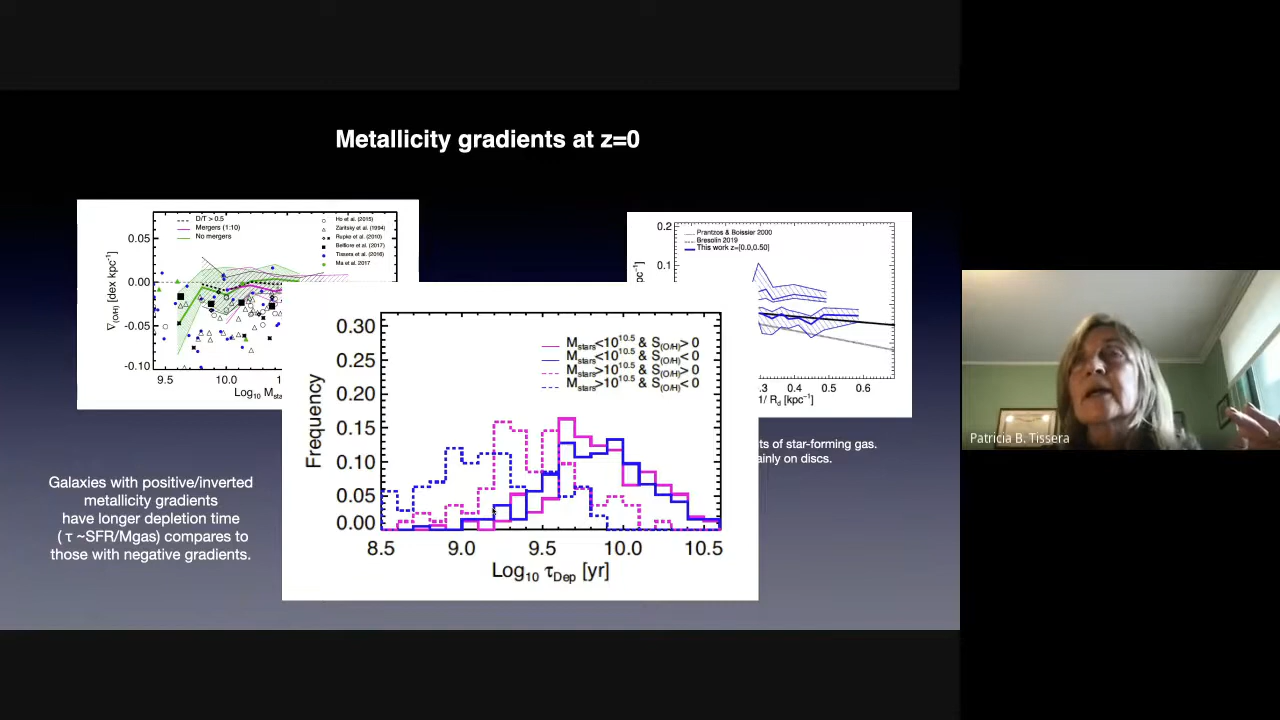 Metallicity gradients at z=0
D/T > 0.5
Mergers (1:10)
No mergers
Ho et al. (2015)
Zaritsky et al. (1994)
Rupke et al. (2010)
Belfiore et al. (2017)
Tissera et al. (2016)
Ma et al. 2017
0.05
0.00
-0.05
-0.10
∇(O/H) [dex kpc⁻¹]
9.5 10.0 1
Log₁₀ M
0.2
0.1
kpc⁻¹]
Prantzos & Boissier 2000
Bresolin 2019
This work z=[0.0,0.50]
0.3 0.4 0.5 0.6
1/ R_d [kpc⁻¹]
ts of star-forming gas.
ainly on discs.
0.30
0.25
0.20
0.15
0.10
0.05
0.00
Frequency
M_stars<10^10.5 & S_(O/H)> 0
M_stars<10^10.5 & S_(O/H)< 0
M_stars>10^10.5 & S_(O/H)> 0
M_stars>10^10.5 & S_(O/H)< 0
8.5 9.0 9.5 10.0 10.5
Log₁₀ τ_Dep [yr]
Galaxies with positive/inverted
metallicity gradients
have longer depletion time
( τ ~SFR/Mgas) compares to
those with negative gradients.
Patricia B. Tissera